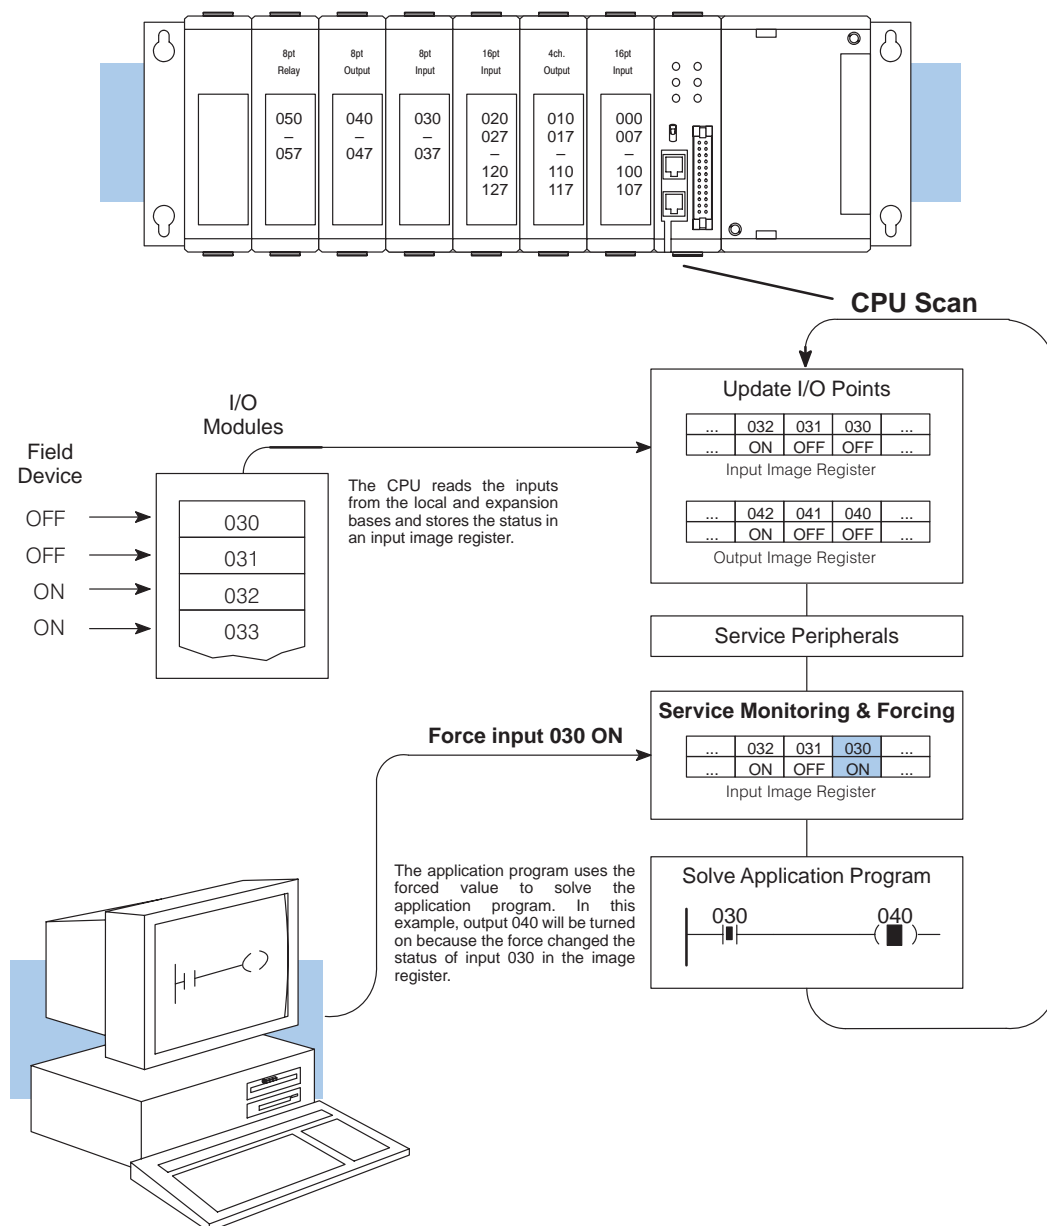 8pt Relay
8pt Output
8pt Input
16pt Input
4ch. Output
16pt Input
050 – 057
040 – 047
030 – 037
020 027 – 120 127
010 017 – 110 117
000 007 – 100 107
CPU Scan
Update I/O Points
... 032 031 030 ...
... ON OFF OFF ...
Input Image Register
... 042 041 040 ...
... ON OFF OFF ...
Output Image Register
I/O
Modules
Field
Device
OFF
OFF
ON
ON
030
031
032
033
The CPU reads the inputs
from the local and expansion
bases and stores the status in
an input image register.
Service Peripherals
Service Monitoring & Forcing
... 032 031 030 ...
... ON OFF ON ...
Input Image Register
Force input 030 ON
The application program uses the
forced value to solve the
application program. In this
example, output 040 will be turned
on because the force changed the
status of input 030 in the image
register.
Solve Application Program
030 040